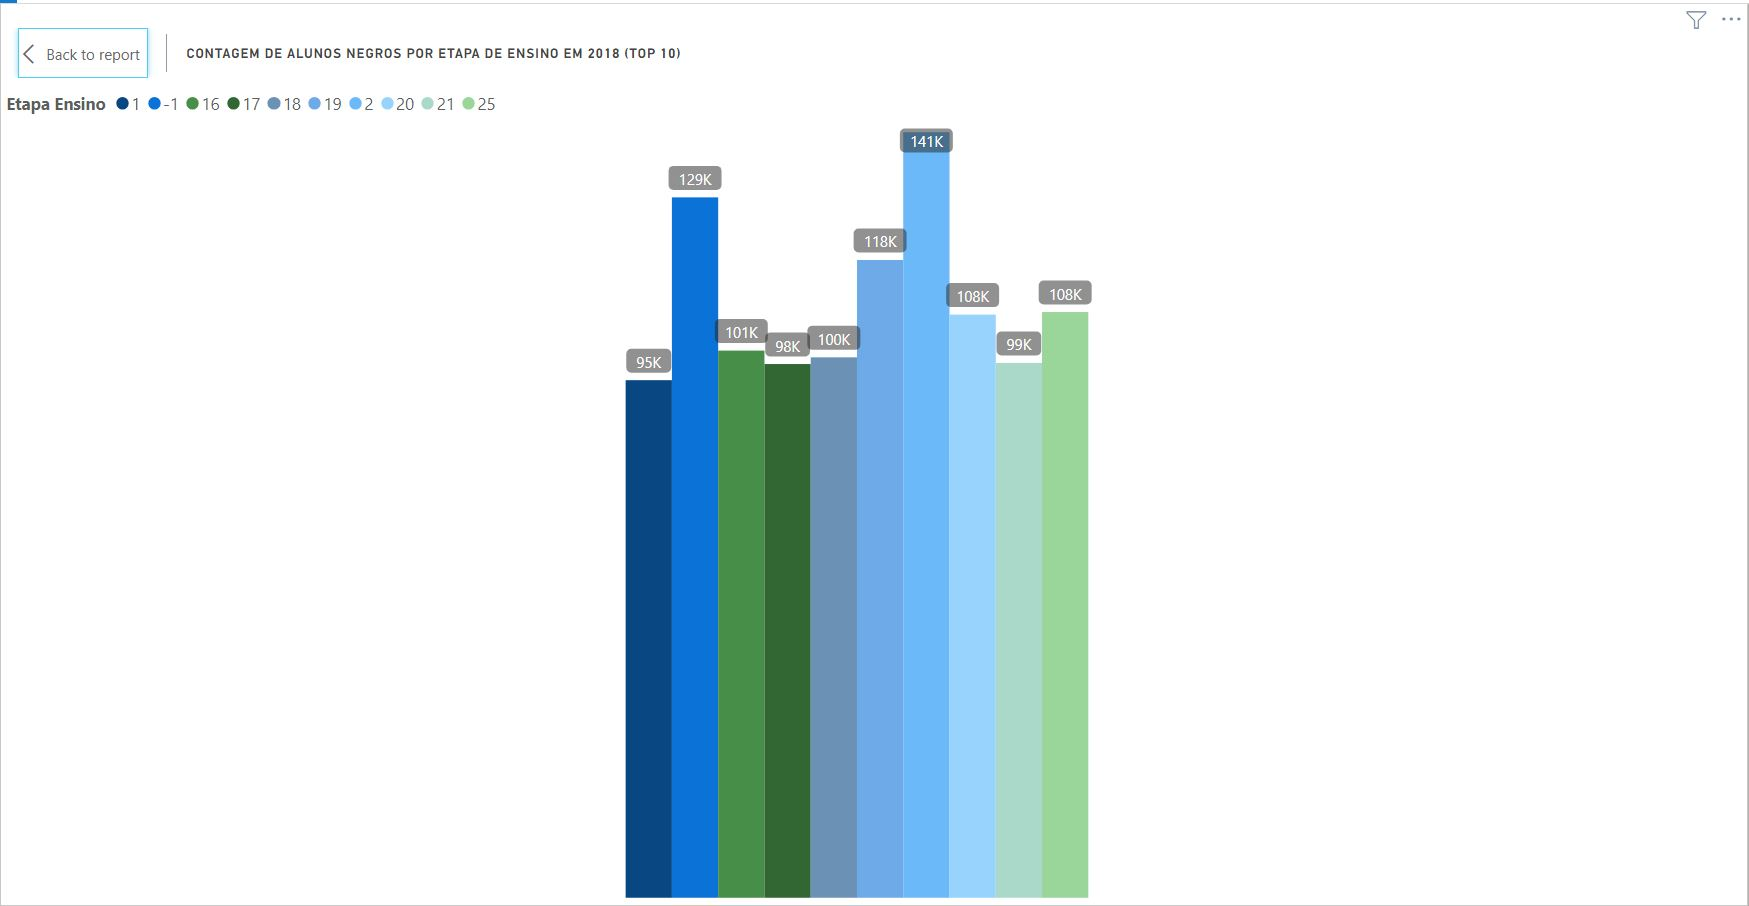 Back to report
CONTAGEM DE ALUNOS NEGROS POR ETAPA DE ENSINO EM 2018 (TOP 10)
Etapa Ensino 1 -1 16 17 18 19 2 20 21 25
141K
129K
118K
108K 108K
101K 98K 100K 99K
95K